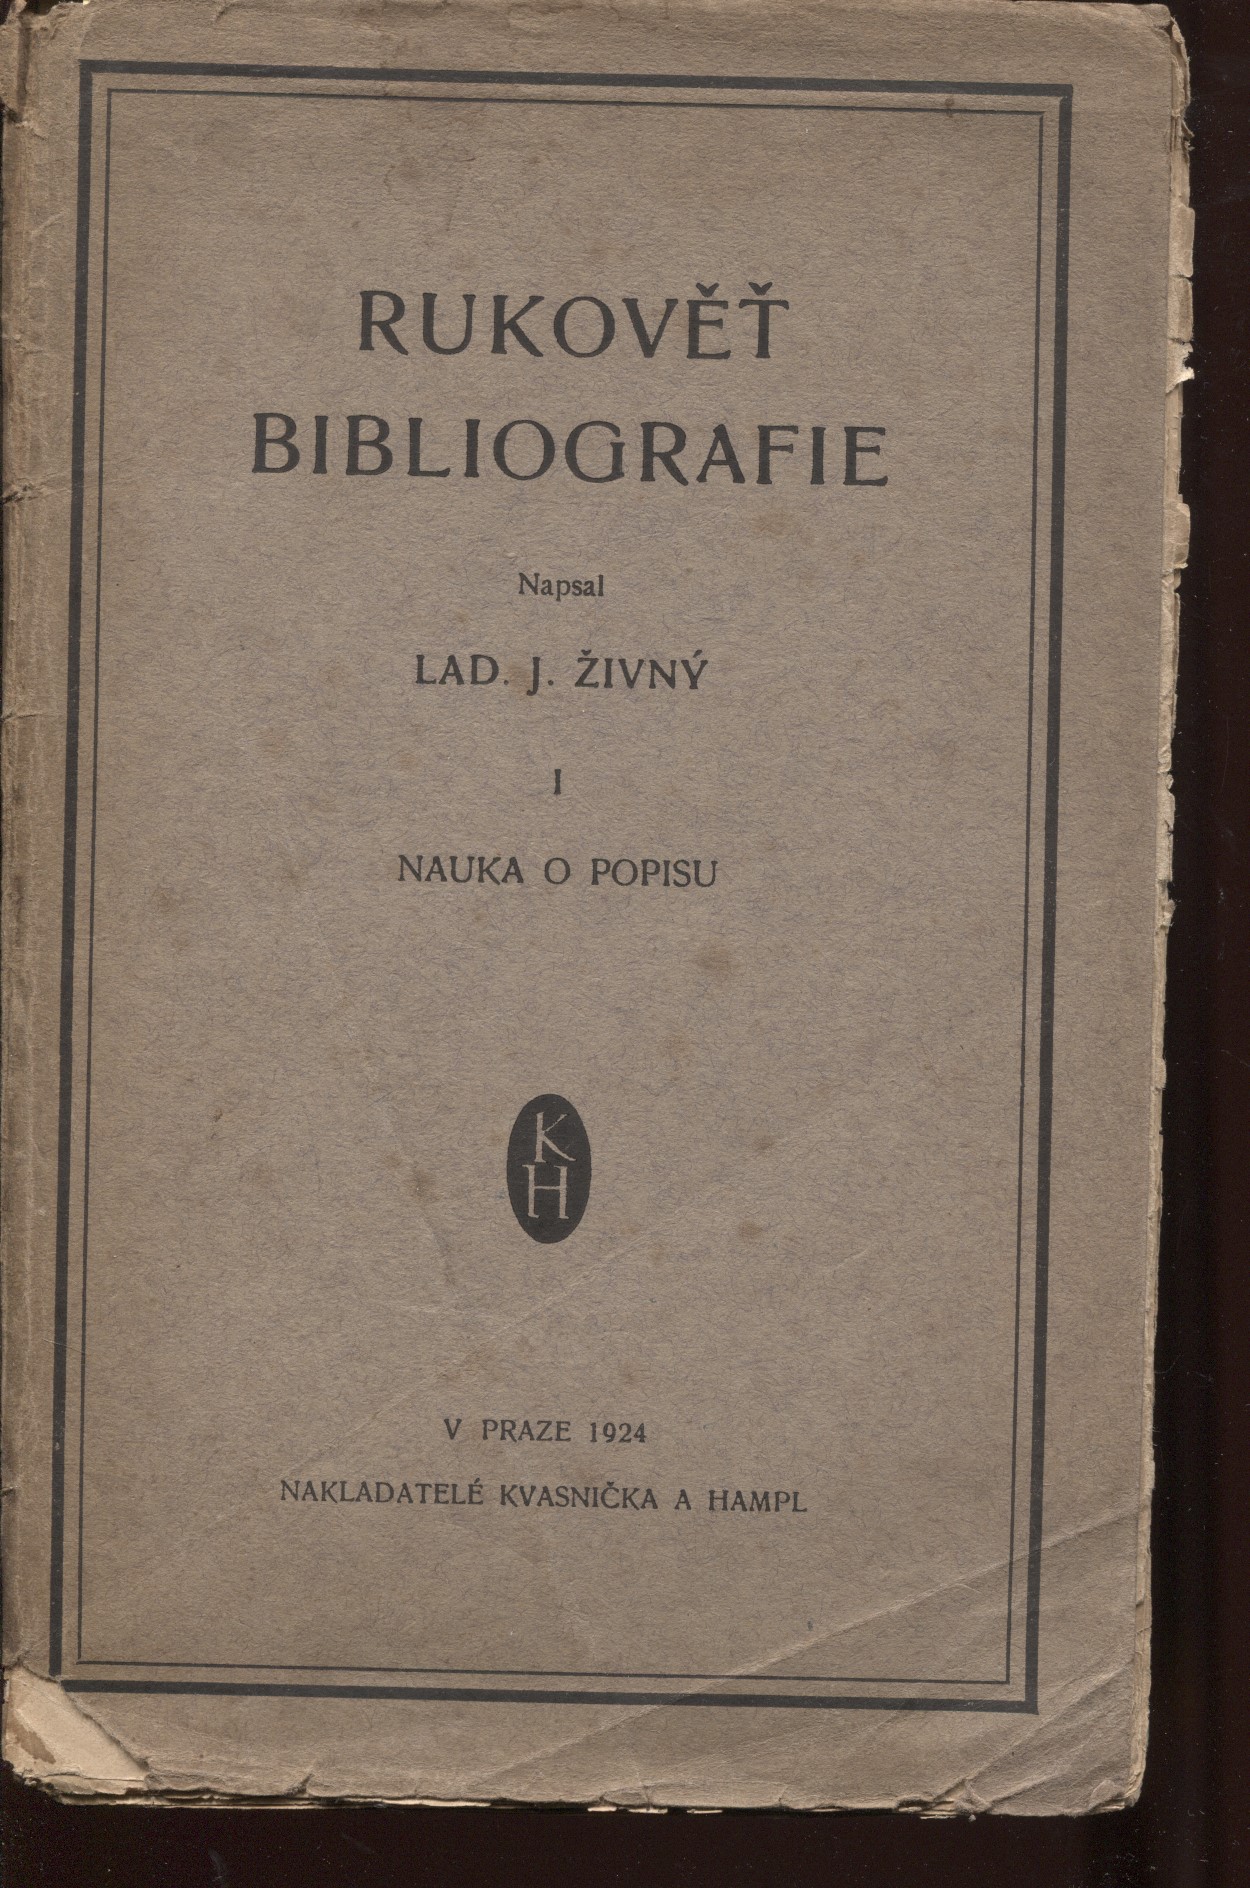 RUKOVĚŤ
BIBLIOGRAFIE
Napsal
LAD. J. ŽIVNÝ
I
NAUKA O POPISU
K
H
V PRAZE 1924
NAKLADATELÉ KVASNIČKA A HAMPL